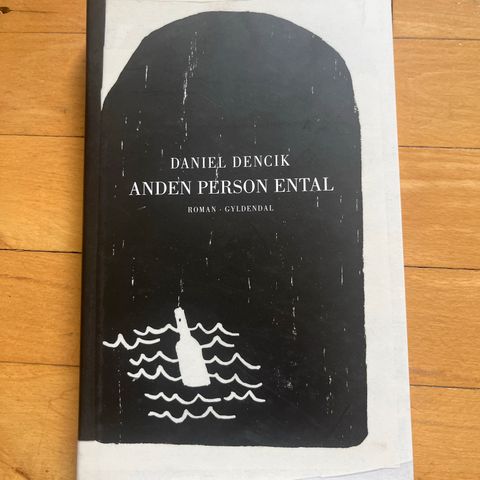 DANIEL DENCIK
ANDEN PERSON ENTAL
ROMAN · GYLDENDAL